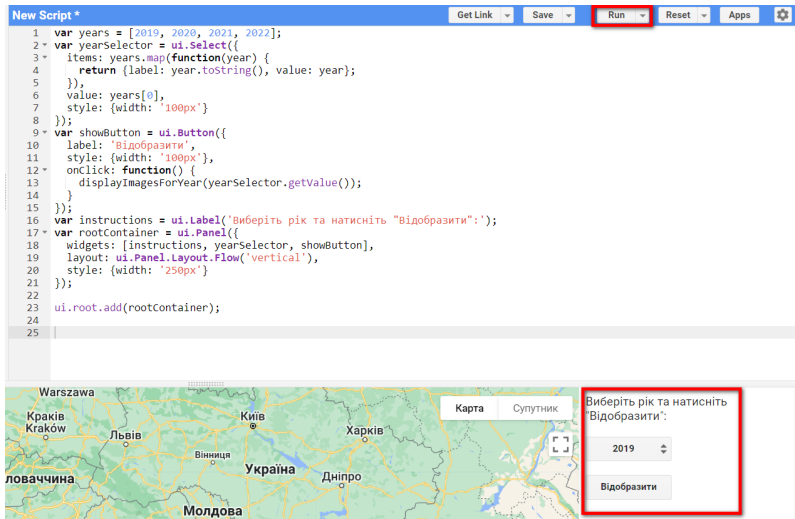 New Script *
Get Link
Save
Run
Reset
Apps
1 var years = [2019, 2020, 2021, 2022];
2 var yearSelector = ui.Select({
3 items: years.map(function(year) {
4 return {label: year.toString(), value: year};
5 }),
6 value: years[0],
7 style: {width: '100px'}
8 });
9 var showButton = ui.Button({
10 label: 'Відобразити',
11 style: {width: '100px'},
12 onClick: function() {
13 displayImagesForYear(yearSelector.getValue());
14 }
15 });
16 var instructions = ui.Label('Виберіть рік та натисніть "Відобразити":');
17 var rootContainer = ui.Panel({
18 widgets: [instructions, yearSelector, showButton],
19 layout: ui.Panel.Layout.Flow('vertical'),
20 style: {width: '250px'}
21 });
22
23 ui.root.add(rootContainer);
24
25
Warszawa
Краків
Kraków
Львів
Київ
Харків
Вінниця
Україна
Дніпро
ловаччина
Молдова
Карта
Супутник
Виберіть рік та натисніть
"Відобразити":
2019
Відобразити